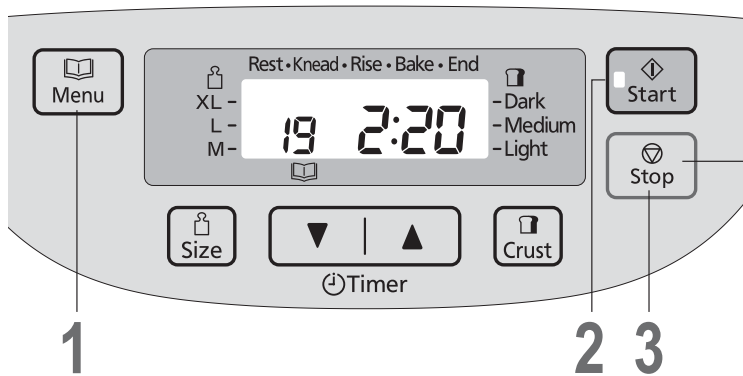 Menu
Rest • Knead • Rise • Bake • End
XL –
L –
M –
19 2:20
– Dark
– Medium
– Light
Start
Stop
Size
▼ | ▲
Timer
Crust
1
2
3